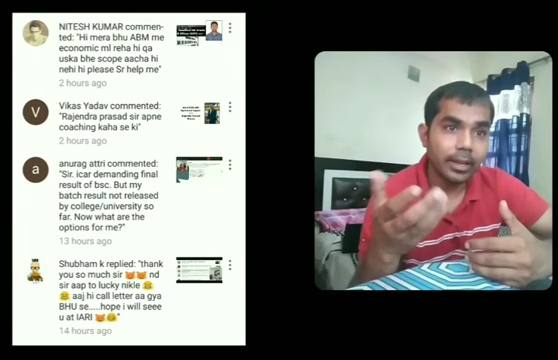 NITESH KUMAR commen-
ted: "Hi mera bhu ABM me
economic ml reha hi qa
uska bhe scope aacha hi
nehi hi please Sr help me"
2 hours ago
V
Vikas Yadav commented:
"Rajendra prasad sir apne
coaching kaha se ki"
2 hours ago
a
anurag attri commented:
"Sir. icar demanding final
result of bsc. But my
batch result not released
by college/university so
far. Now what are the
options for me?"
13 hours ago
Shubham k replied: "thank
you so much sir 😻😻 nd
sir aap to lucky nikle
aaj hi call letter aa gya
BHU se.....hope i will seee
u at IARI
14 hours ago